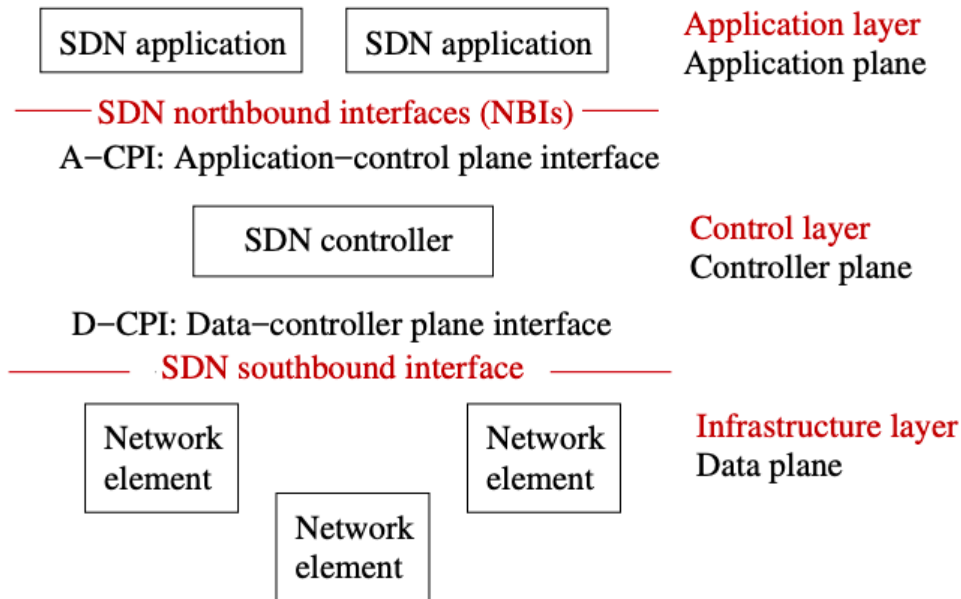 SDN application
SDN application
Application layer
Application plane
SDN northbound interfaces (NBIs)
A−CPI: Application−control plane interface
SDN controller
Control layer
Controller plane
D−CPI: Data−controller plane interface
SDN southbound interface
Network
element
Network
element
Infrastructure layer
Data plane
Network
element